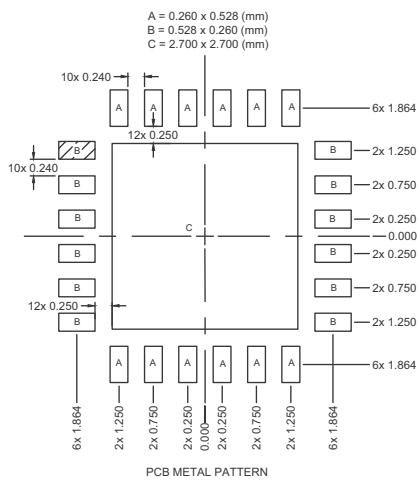 A = 0.260 x 0.528 (mm)
B = 0.528 x 0.260 (mm)
C = 2.700 x 2.700 (mm)
10x 0.240
A A A A A A
6x 1.864
12x 0.250
B B 2x 1.250
10x 0.240
B B 2x 0.750
B B 2x 0.250
C 0.000
B B 2x 0.250
B B 2x 0.750
12x 0.250
B B 2x 1.250
A A A A A A
6x 1.864
6x 1.864
2x 1.250
2x 0.750
2x 0.250
0.000
2x 0.250
2x 0.750
2x 1.250
6x 1.864
PCB METAL PATTERN